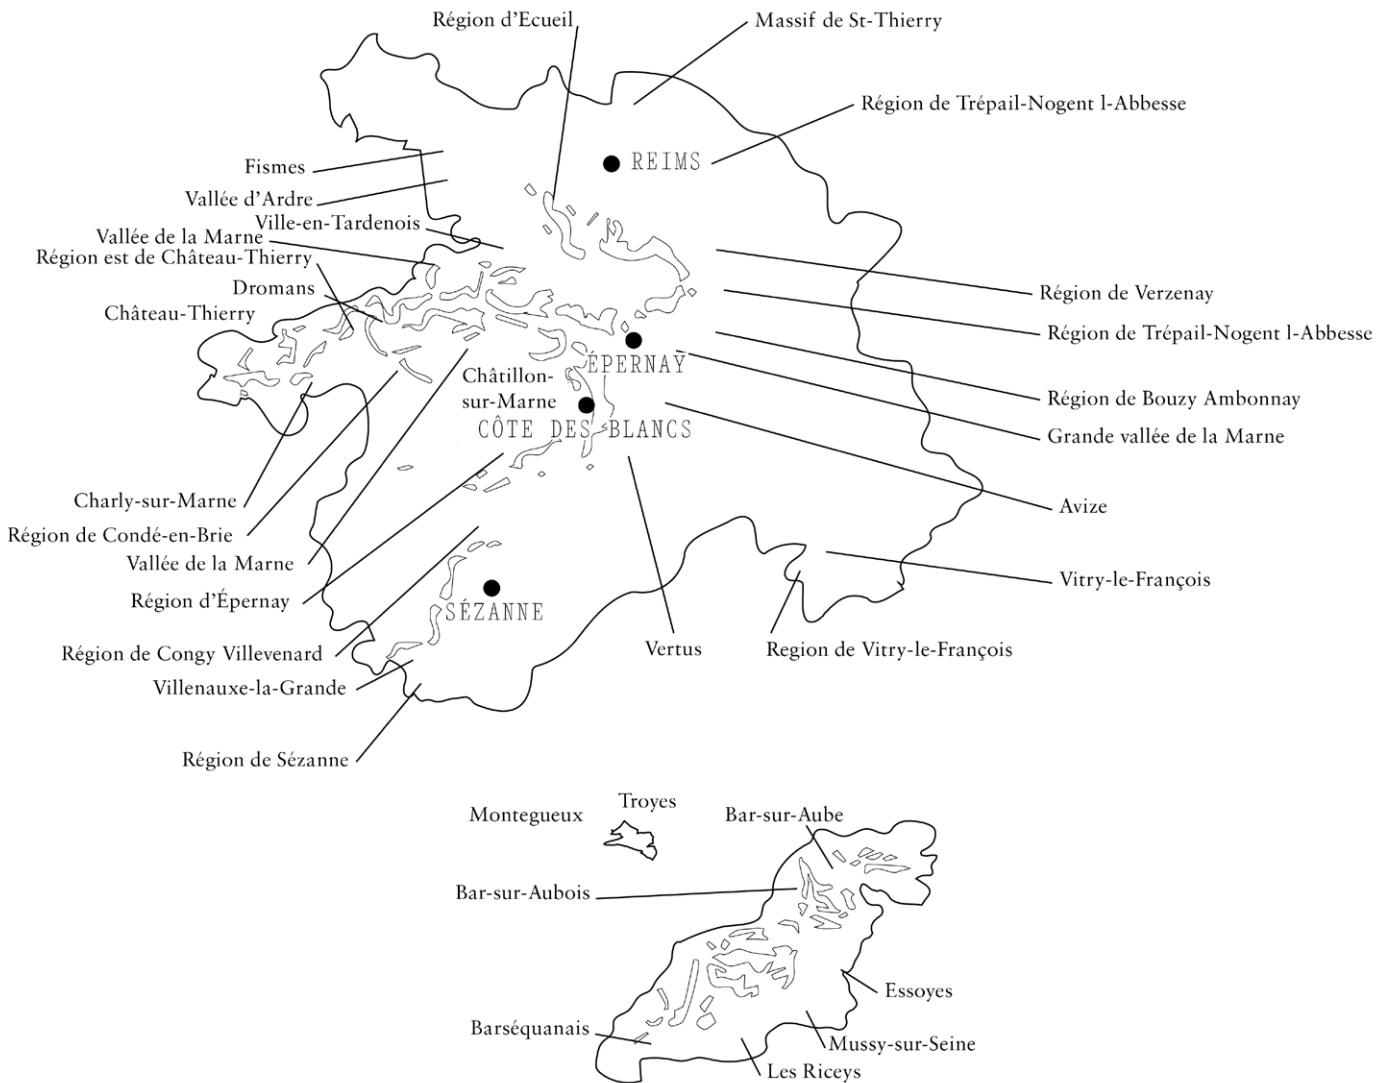 Région d’Ecueil
Massif de St-Thierry
Région de Trépail-Nogent l-Abbesse
REIMS
Fismes
Vallée d’Ardre
Ville-en-Tardenois
Vallée de la Marne
Région est de Château-Thierry
Dromans
Château-Thierry
Région de Verzenay
Région de Trépail-Nogent l-Abbesse
ÉPERNAY
Châtillon-
sur-Marne
CÔTE DES BLANCS
Région de Bouzy Ambonnay
Grande vallée de la Marne
Charly-sur-Marne
Avize
Région de Condé-en-Brie
Vallée de la Marne
Vitry-le-François
Région d’Épernay
SÉZANNE
Région de Congy Villevenard
Vertus
Region de Vitry-le-François
Villenauxe-la-Grande
Région de Sézanne
Troyes
Montegueux
Bar-sur-Aube
Bar-sur-Aubois
Essoyes
Barséquanais
Mussy-sur-Seine
Les Riceys